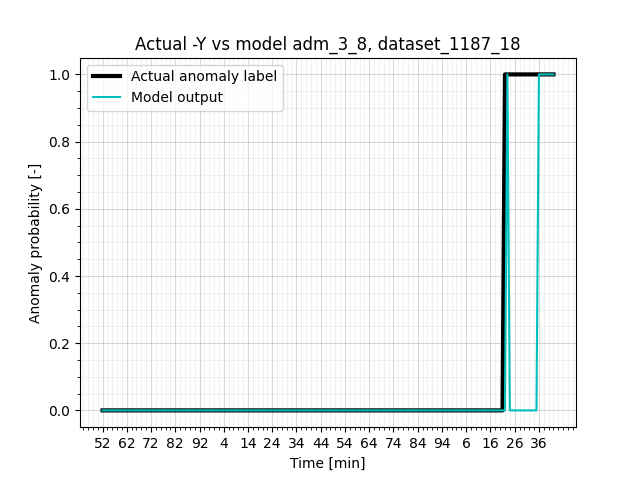 Actual -Y vs model adm_3_8, dataset_1187_18
Actual anomaly label
Model output
1.0
0.8
0.6
0.4
0.2
0.0
Anomaly probability [-]
52 62 72 82 92 4 14 24 34 44 54 64 74 84 94 6 16 26 36
Time [min]